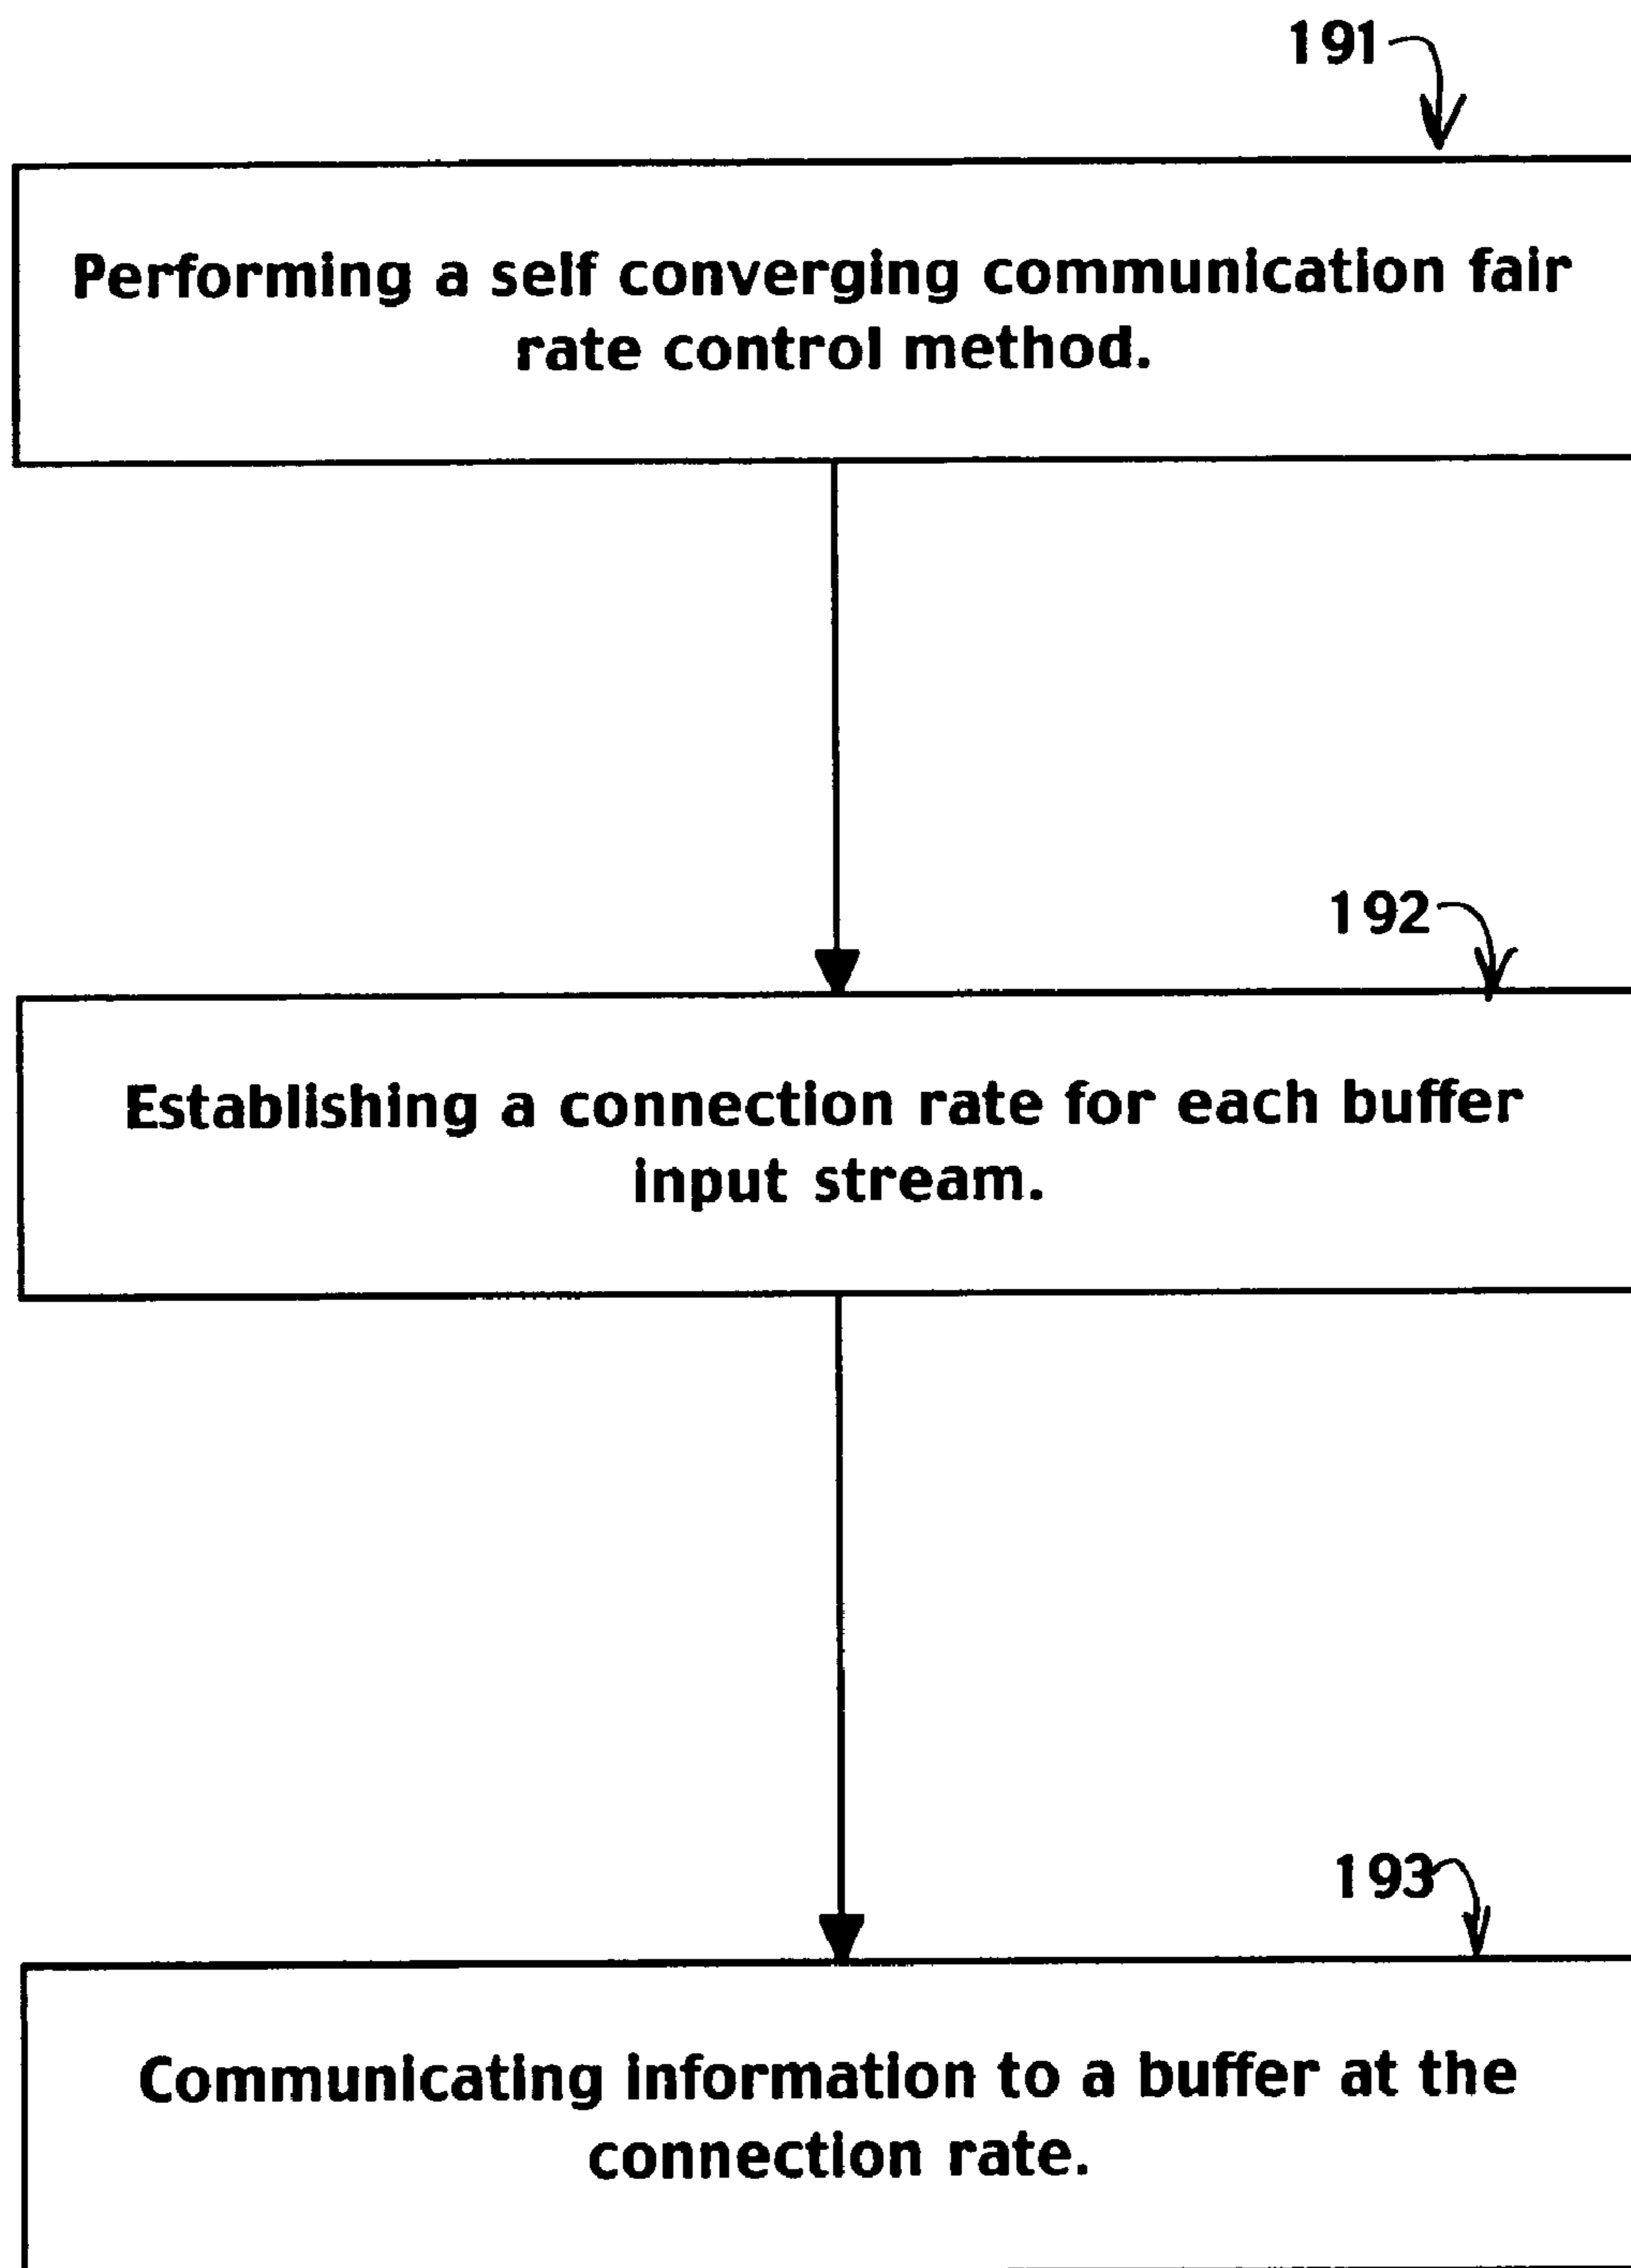 191
Performing a self converging communication fair
rate control method.
192
Establishing a connection rate for each buffer
input stream.
193
Communicating information to a buffer at the
connection rate.